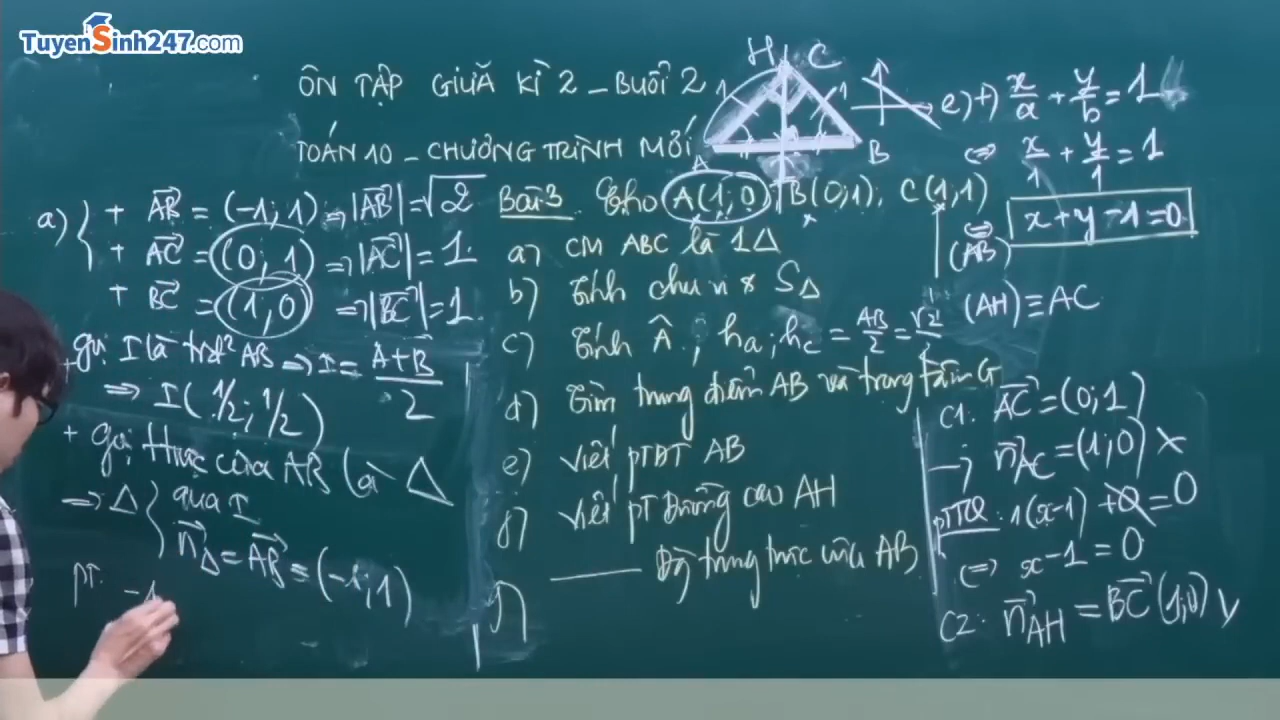 TuyenSinh247.com
ÔN TẬP GIỮA KÌ 2 - BUỔI 2
TOÁN 10 - CHƯƠNG TRÌNH MỚI
H C
1 1
A B
a) + AB = (-1; 1) => |AB| = √2
+ AC = (0; 1) => |AC| = 1
+ BC = (1; 0) => |BC| = 1
+ gọi I là trđ² AB => I = A+B / 2
=> I (1/2; 1/2)
+ gọi trực của AB là Δ
=> Δ { qua I
nΔ = AB = (-1; 1)
pt: -1
Bài 3 Cho A(1; 0), B(0; 1), C(1; 1)
a) CM ABC là 1Δ
b) tính chu vi & SΔ
c) tính Â, ha; hc = AB/2 = √2/2
d) Tìm trung điểm AB và trọng tâm G
e) Viết PTĐT AB
f) Viết pt Đường cao AH
g) ——— Đg trung trực của AB
e) +) x/a + y/b = 1
<=> x/1 + y/1 = 1
<=> x + y - 1 = 0
(AB)
(AH) ≡ AC
C1: AC = (0; 1)
-> nAC = (1; 0) x
PTTQ: 1(x-1) + 0 = 0
<=> x - 1 = 0
C2: nAH = BC (1; 0) y